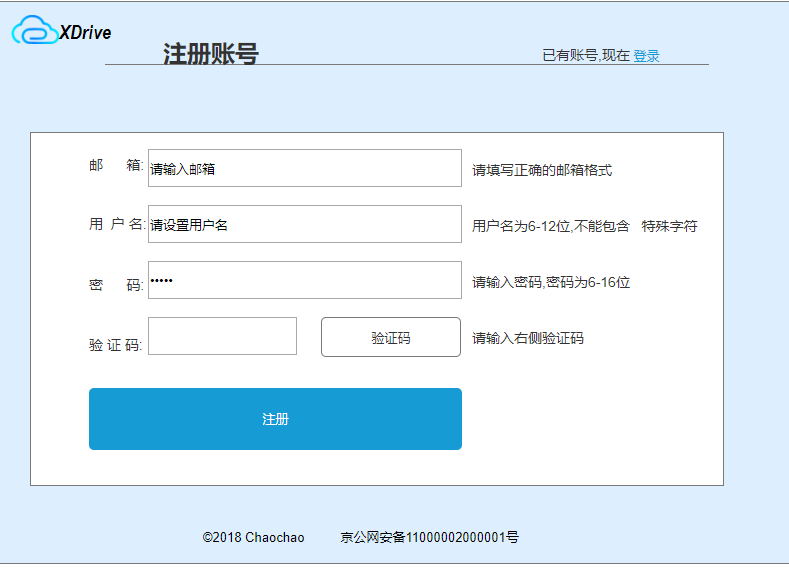 XDrive
注册账号
已有账号,现在 登录
邮 箱: 请输入邮箱 请填写正确的邮箱格式
用 户 名: 请设置用户名 用户名为6-12位,不能包含 特殊字符
密 码: ••••• 请输入密码,密码为6-16位
验 证 码: 验证码 请输入右侧验证码
注册
©2018 Chaochao 京公网安备11000002000001号